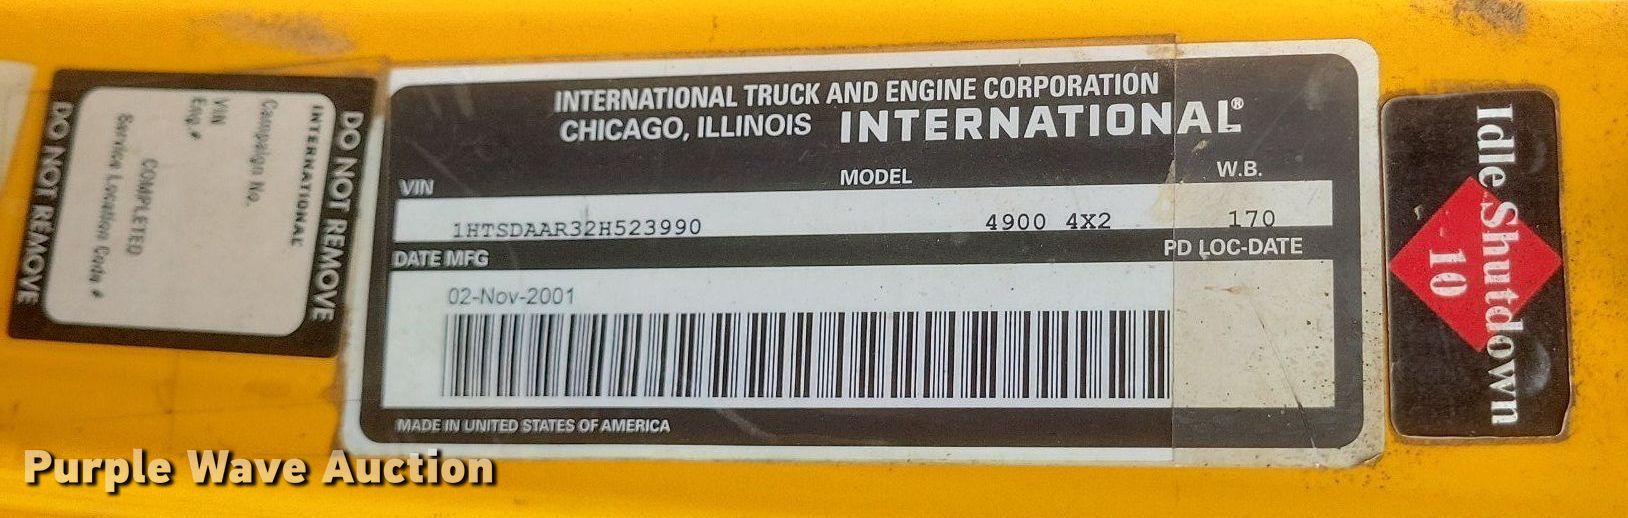 DO NOT REMOVE
INTERNATIONAL
Campaign No.
VIN
Eng.#
COMPLETED
Service Location Code #
DO NOT REMOVE
INTERNATIONAL TRUCK AND ENGINE CORPORATION
CHICAGO, ILLINOIS INTERNATIONAL®
VIN MODEL W.B.
1HTSDAAR32H523990 4900 4X2 170
DATE MFG PD LOC-DATE
02-Nov-2001
MADE IN UNITED STATES OF AMERICA
Idle Shutdown
10
Purple Wave Auction